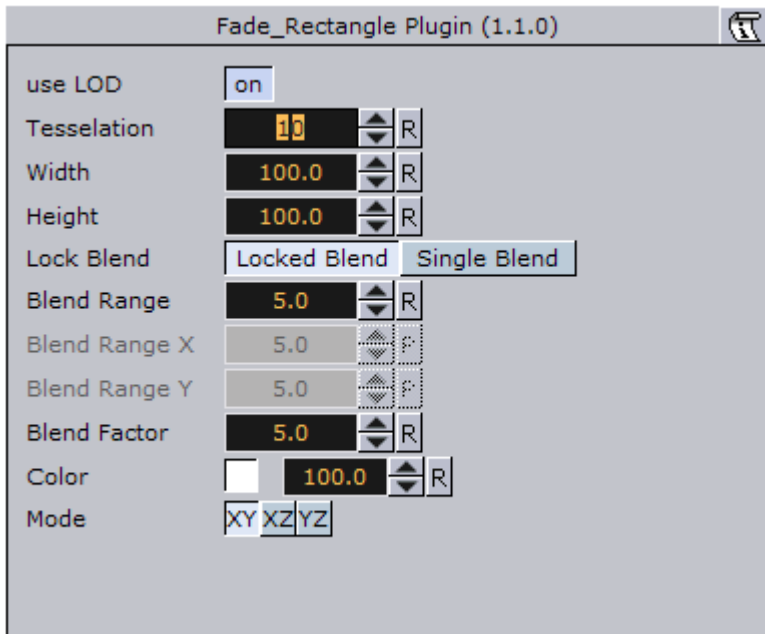 Fade_Rectangle Plugin (1.1.0)
use LOD on
Tesselation 10 R
Width 100.0 R
Height 100.0 R
Lock Blend Locked Blend Single Blend
Blend Range 5.0 R
Blend Range X 5.0
Blend Range Y 5.0
Blend Factor 5.0 R
Color 100.0 R
Mode XY XZ YZ